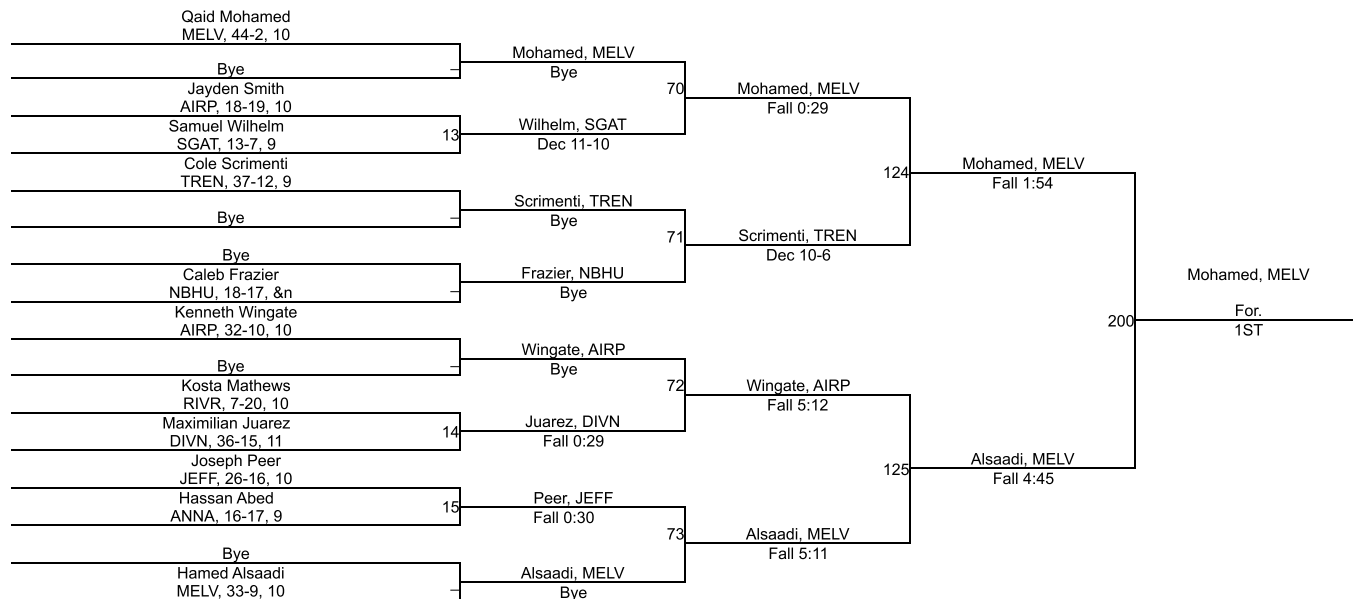 Qaid Mohamed
MELV, 44-2, 10
Bye
Jayden Smith
AIRP, 18-19, 10
Samuel Wilhelm
SGAT, 13-7, 9
Cole Scrimenti
TREN, 37-12, 9
Bye
Bye
Caleb Frazier
NBHU, 18-17, &n
Kenneth Wingate
AIRP, 32-10, 10
Bye
Kosta Mathews
RIVR, 7-20, 10
Maximilian Juarez
DIVN, 36-15, 11
Joseph Peer
JEFF, 26-16, 10
Hassan Abed
ANNA, 16-17, 9
Bye
Hamed Alsaadi
MELV, 33-9, 10
–
13
–
–
–
14
15
–
Mohamed, MELV
Bye
Wilhelm, SGAT
Dec 11-10
Scrimenti, TREN
Bye
Frazier, NBHU
Bye
Wingate, AIRP
Bye
Juarez, DIVN
Fall 0:29
Peer, JEFF
Fall 0:30
Alsaadi, MELV
Bye
70
71
72
73
Mohamed, MELV
Fall 0:29
Scrimenti, TREN
Dec 10-6
Wingate, AIRP
Fall 5:12
Alsaadi, MELV
Fall 5:11
124
125
Mohamed, MELV
Fall 1:54
Alsaadi, MELV
Fall 4:45
200
Mohamed, MELV
For.
1ST